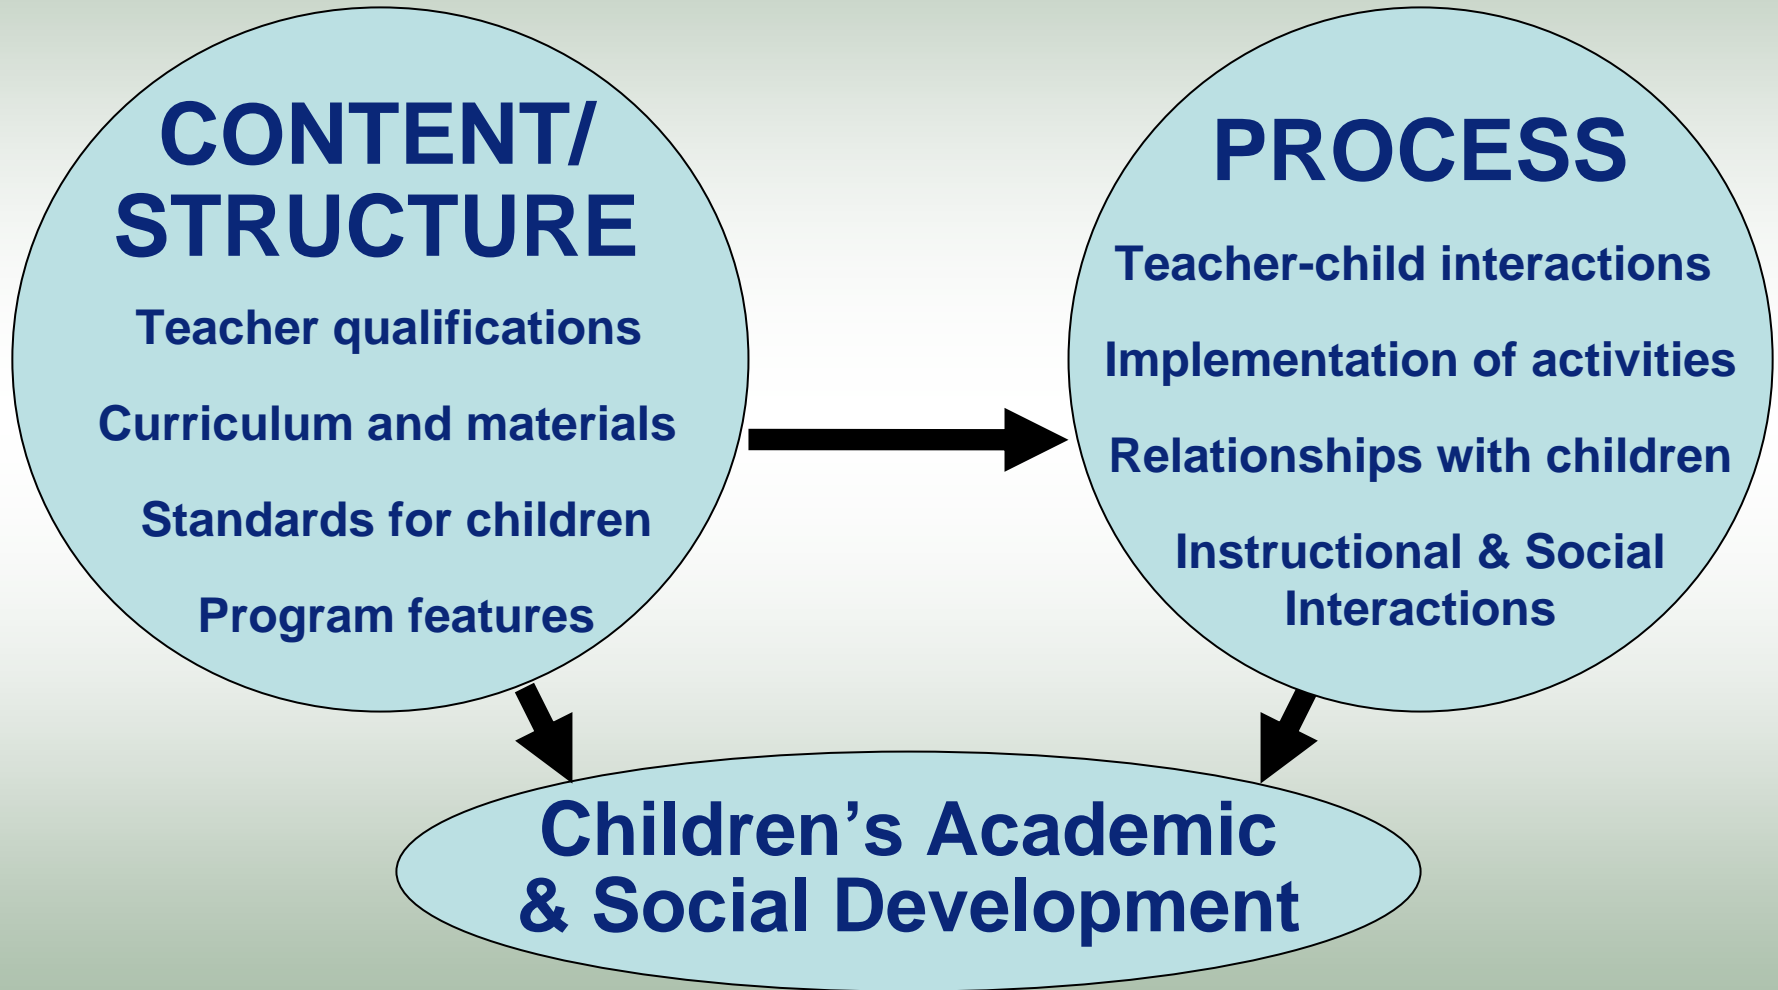 CONTENT/
STRUCTURE
Teacher qualifications
Curriculum and materials
Standards for children
Program features
PROCESS
Teacher-child interactions
Implementation of activities
Relationships with children
Instructional & Social
Interactions
Children’s Academic
& Social Development